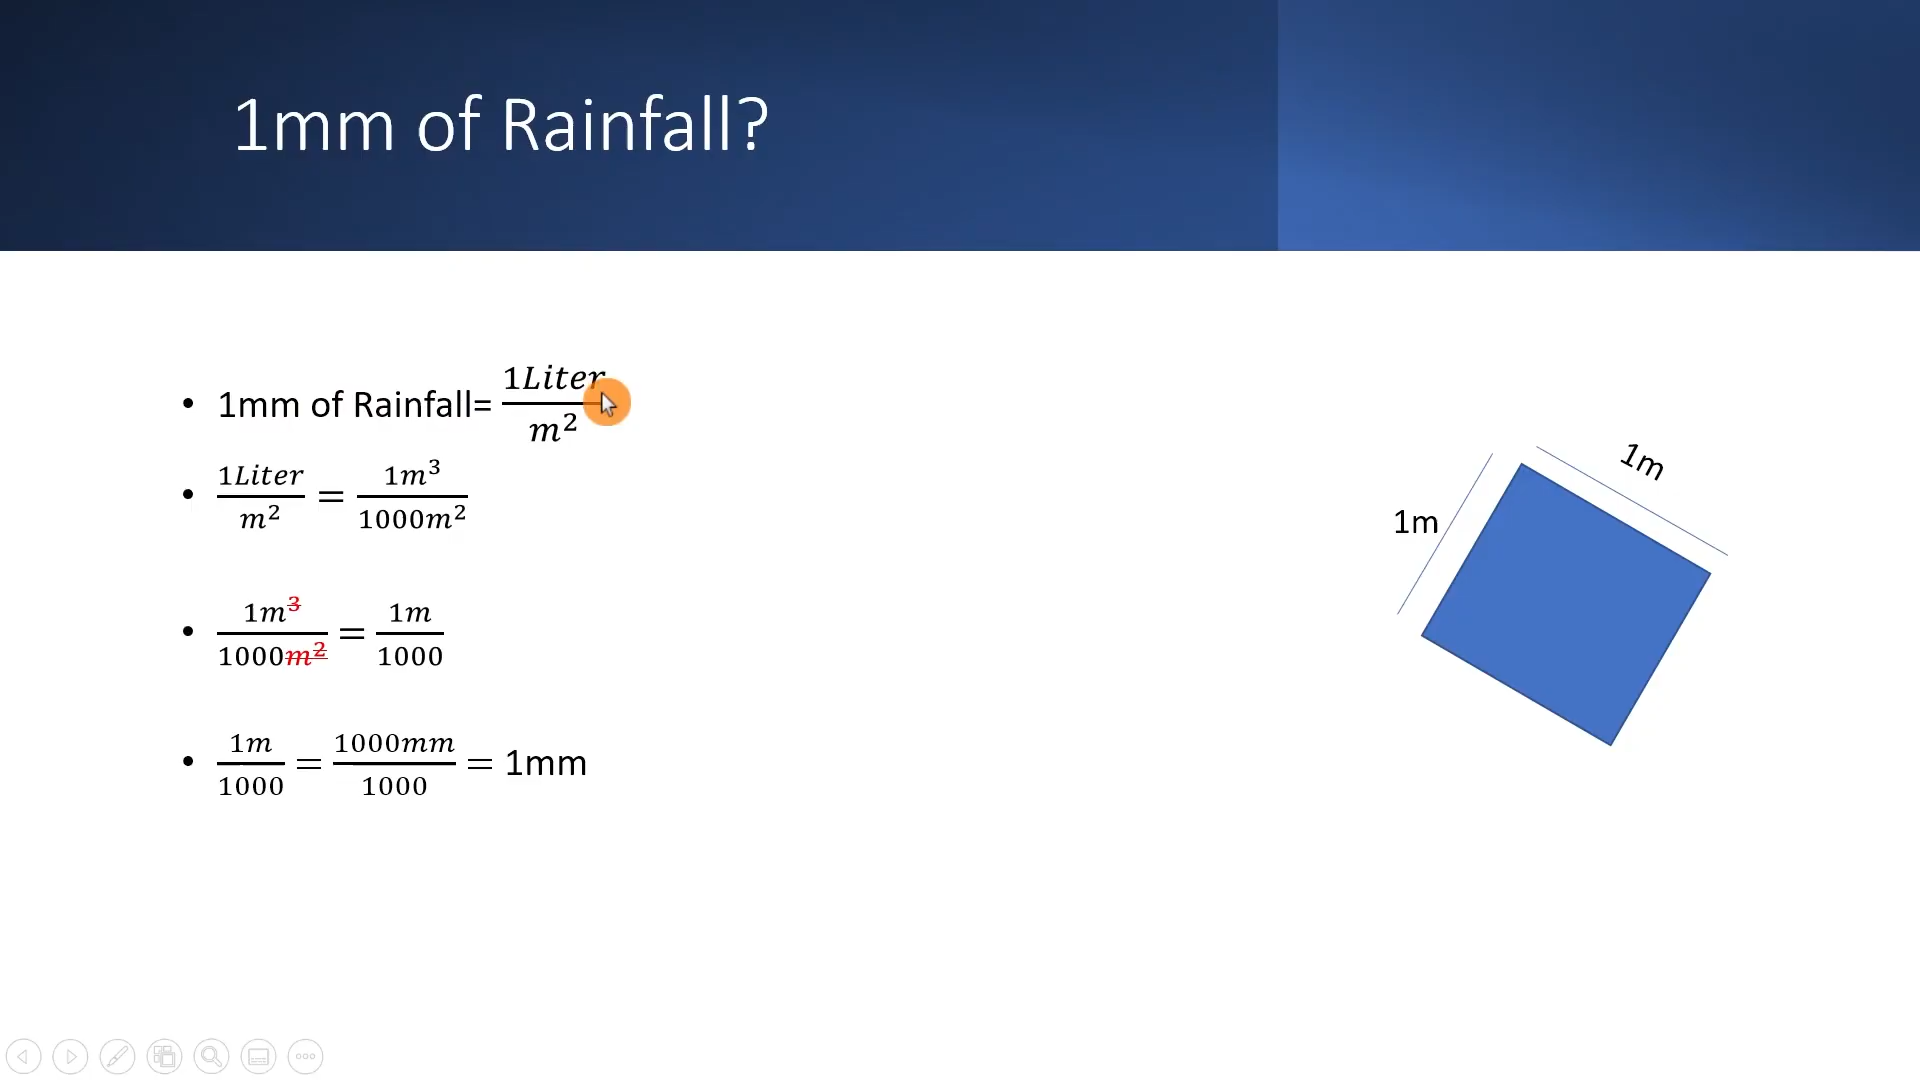 1mm of Rainfall?
• 1mm of Rainfall= 1Liter/m²
• 1Liter/m² = 1m³/1000m²
• 1m³/1000m² = 1m/1000
• 1m/1000 = 1000mm/1000 = 1mm
1m
1m